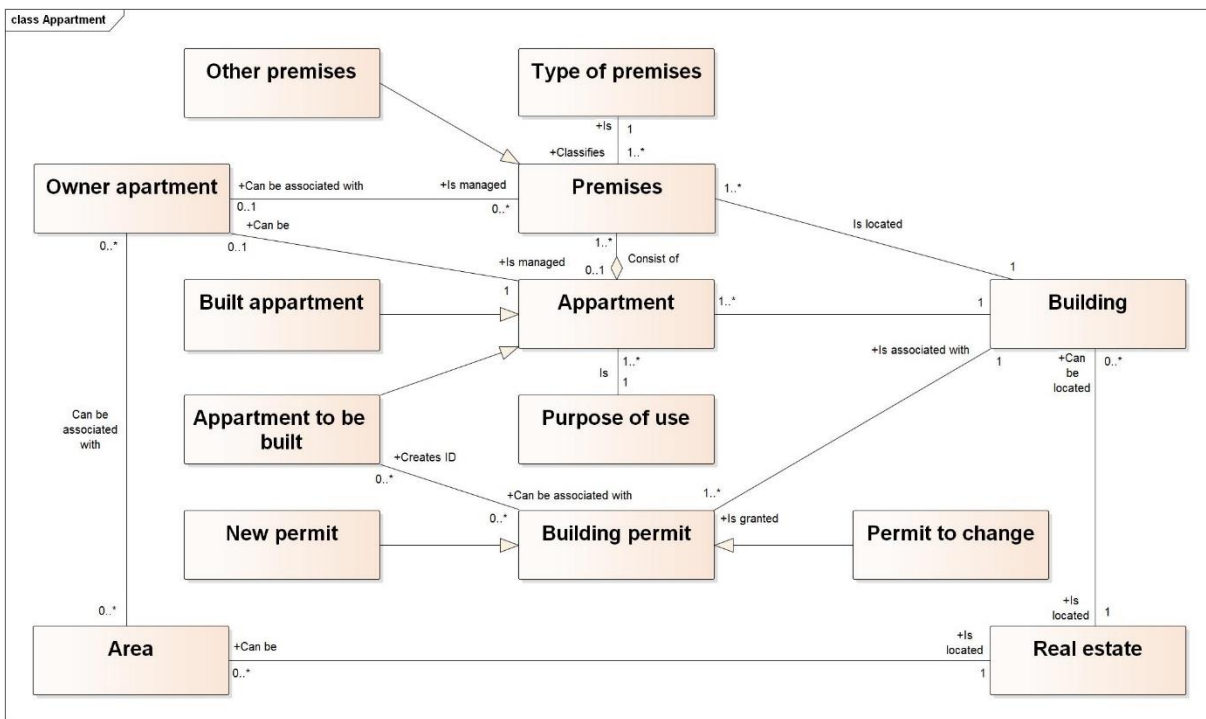 class Appartment
Other premises
Type of premises
+Is
1
+Classifies
1..*
Owner apartment
+Can be associated with
+Is managed
0..1
0..*
Premises
1..*
Is located
1
+Can be
0..1
+Is managed
1
0..*
1..*
Consist of
0..1
Built appartment
Appartment
1..*
1
Building
1..*
Is
1
+Is associated with
1
+Can
be
located
0..*
Can be
associated
with
Appartment to be
built
Purpose of use
+Creates ID
0..*
+Can be associated with
0..*
1..*
+Is granted
New permit
Building permit
Permit to change
0..*
+Is
located
1
Area
+Can be
0..*
+Is
located
1
Real estate